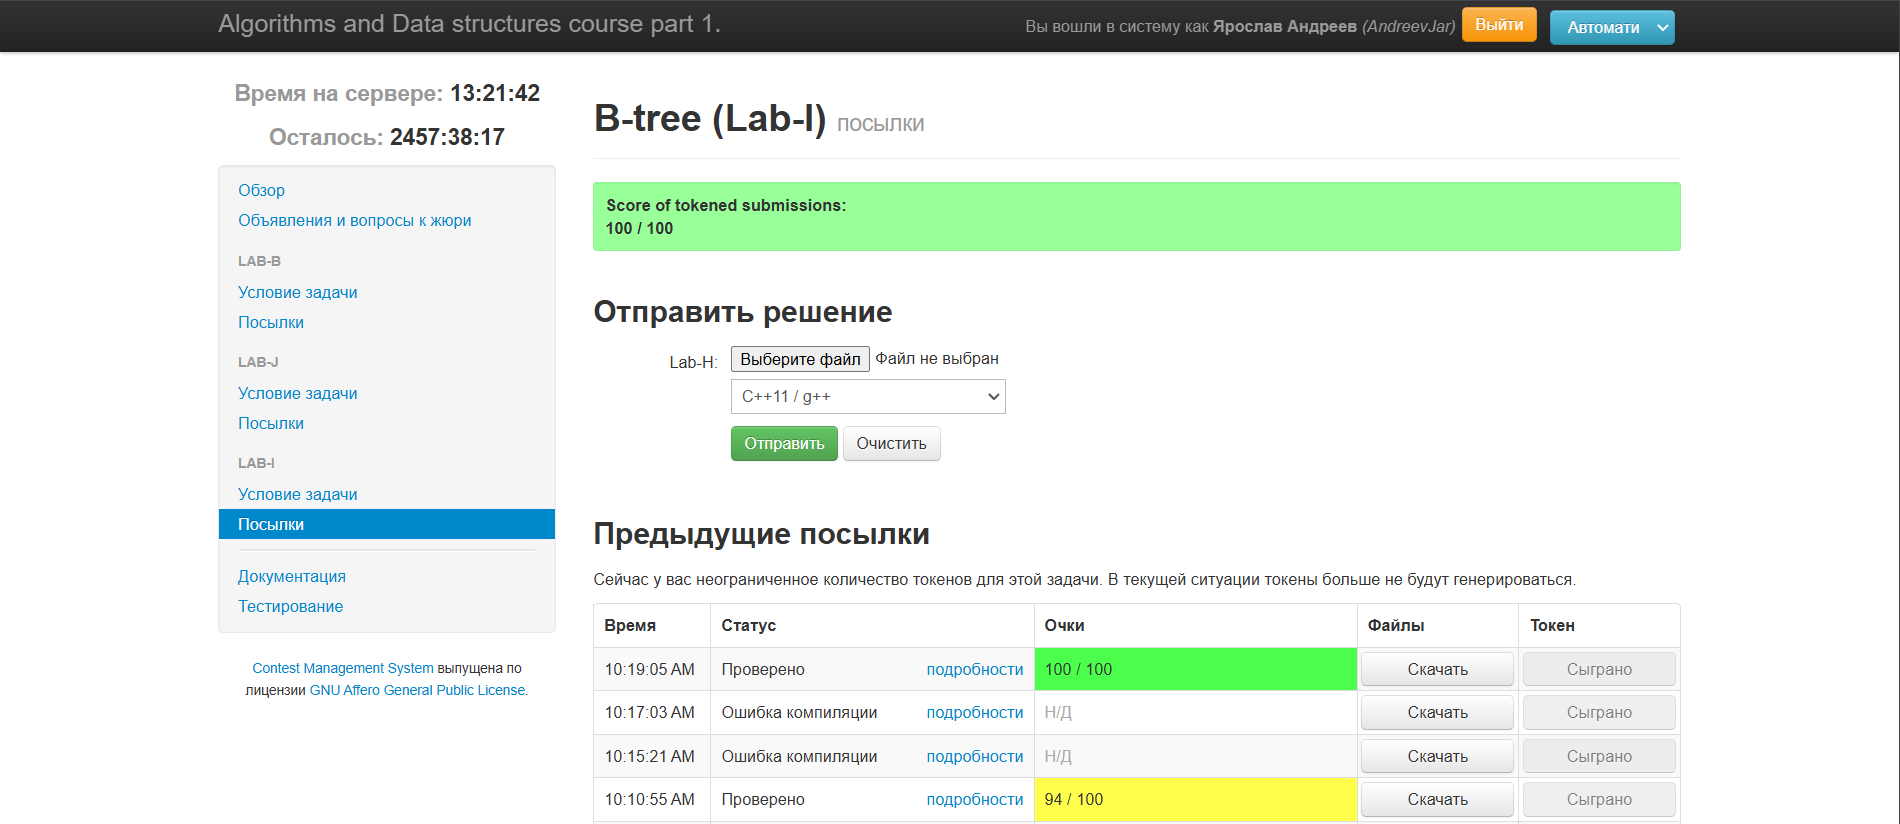 Algorithms and Data structures course part 1.
Вы вошли в систему как Ярослав Андреев (AndreevJar)
Выйти
Автомати
Время на сервере: 13:21:42
Осталось: 2457:38:17
Обзор
Объявления и вопросы к жюри
LAB-B
Условие задачи
Посылки
LAB-J
Условие задачи
Посылки
LAB-I
Условие задачи
Посылки
Документация
Тестирование
Contest Management System выпущена по
лицензии GNU Affero General Public License.
B-tree (Lab-I) посылки
Score of tokened submissions:
100 / 100
Отправить решение
Lab-H: Выберите файл Файл не выбран
C++11 / g++
Отправить Очистить
Предыдущие посылки
Сейчас у вас неограниченное количество токенов для этой задачи. В текущей ситуации токены больше не будут генерироваться.
Время Статус Очки Файлы Токен
10:19:05 AM Проверено подробности 100 / 100 Скачать Сыграно
10:17:03 AM Ошибка компиляции подробности Н/Д Скачать Сыграно
10:15:21 AM Ошибка компиляции подробности Н/Д Скачать Сыграно
10:10:55 AM Проверено подробности 94 / 100 Скачать Сыграно